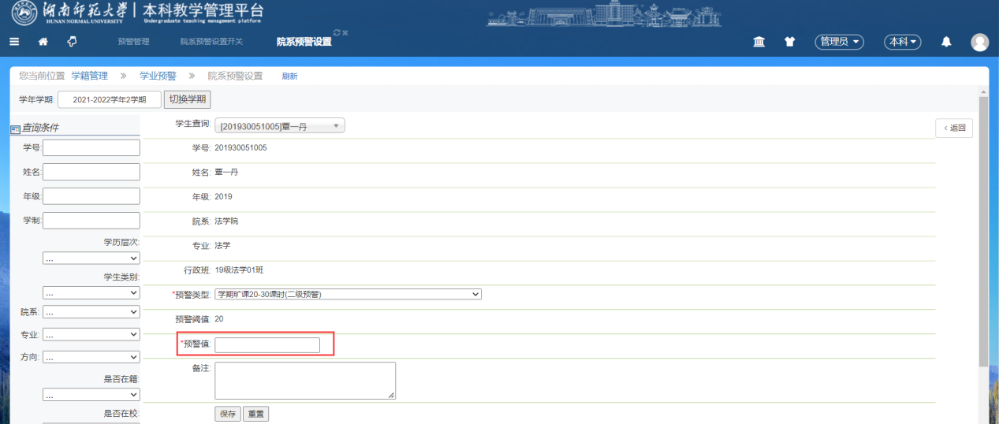 湖南师范大学 本科教学管理平台
HUNAN NORMAL UNIVERSITY Undergraduate teaching management platform
预警管理 院系预警设置开关 院系预警设置 管理员 本科
您当前位置 学籍管理 » 学业预警 » 院系预警设置 刷新
学年学期: 2021-2022学年2学期 切换学期
查询条件
学号:
姓名:
年级:
学制:
学历层次:
...
学生类别:
...
院系: ...
专业: ...
方向: ...
是否在籍:
...
是否在校:
学生查询: [201930051005]覃一丹
‹ 返回
学号: 201930051005
姓名: 覃一丹
年级: 2019
院系: 法学院
专业: 法学
行政班: 19级法学01班
*预警类型: 学期旷课20-30课时(二级预警)
预警阈值: 20
*预警值:
备注:
保存 重置